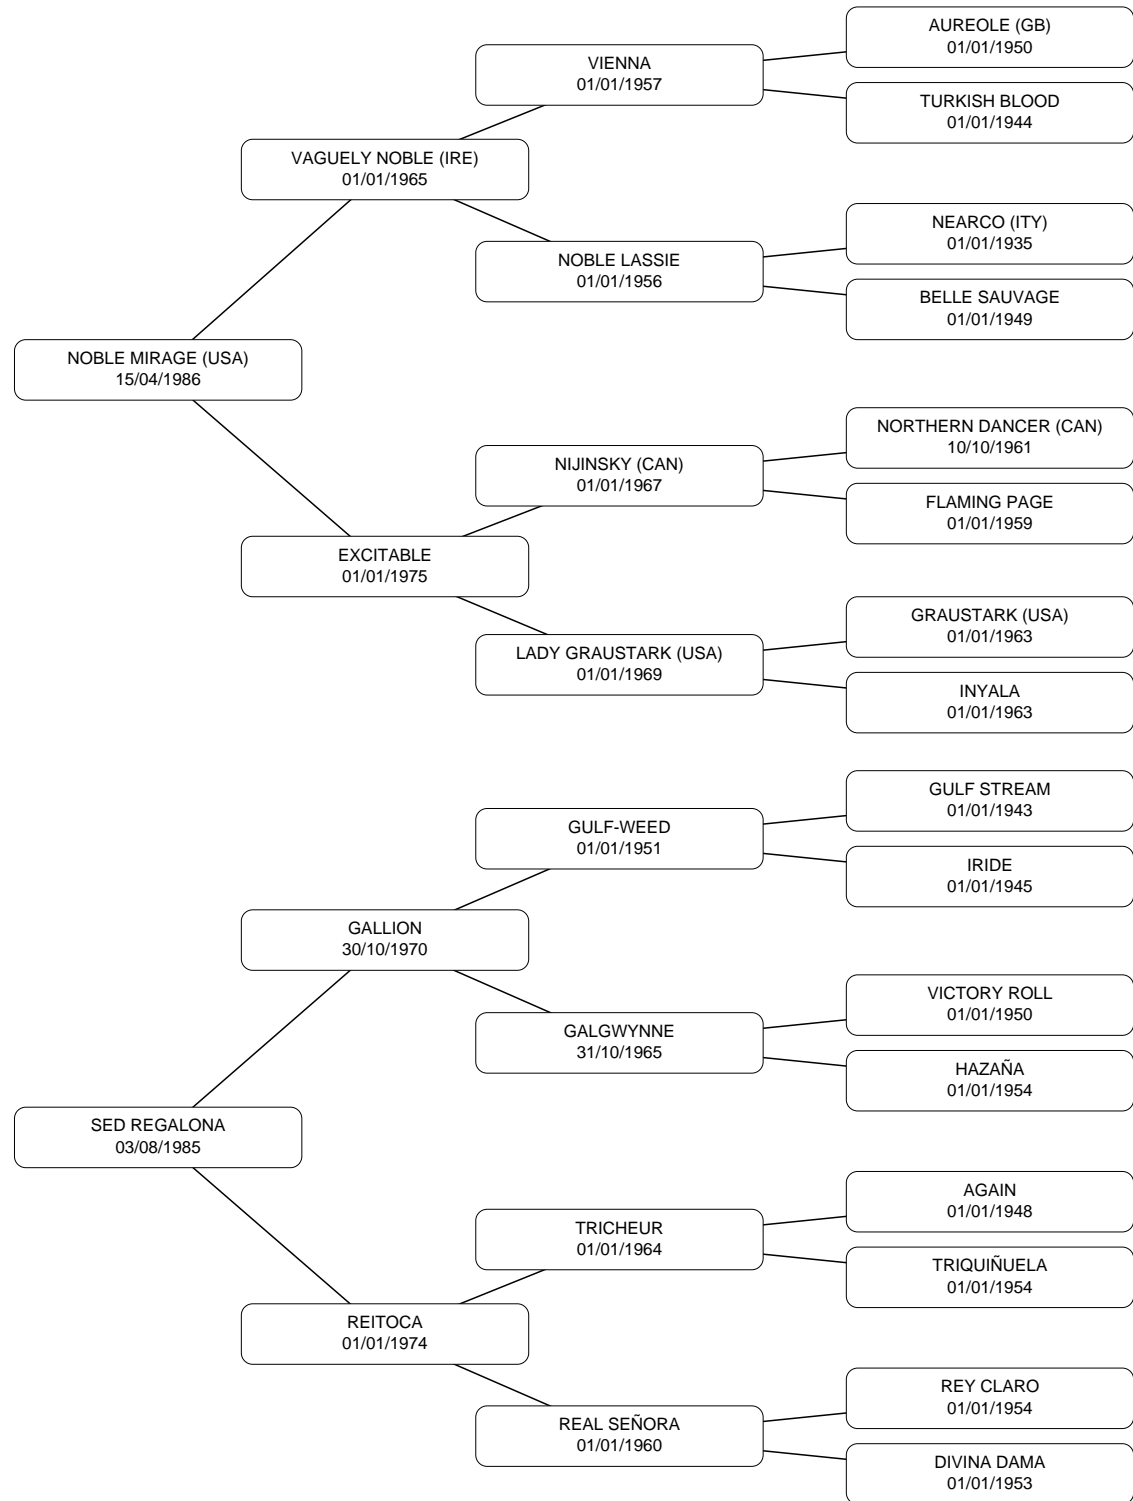 AUREOLE (GB)
01/01/1950
VIENNA
01/01/1957
TURKISH BLOOD
01/01/1944
VAGUELY NOBLE (IRE)
01/01/1965
NEARCO (ITY)
01/01/1935
NOBLE LASSIE
01/01/1956
BELLE SAUVAGE
01/01/1949
NOBLE MIRAGE (USA)
15/04/1986
NORTHERN DANCER (CAN)
10/10/1961
NIJINSKY (CAN)
01/01/1967
FLAMING PAGE
01/01/1959
EXCITABLE
01/01/1975
GRAUSTARK (USA)
01/01/1963
LADY GRAUSTARK (USA)
01/01/1969
INYALA
01/01/1963
GULF STREAM
01/01/1943
GULF-WEED
01/01/1951
IRIDE
01/01/1945
GALLION
30/10/1970
VICTORY ROLL
01/01/1950
GALGWYNNE
31/10/1965
HAZAÑA
01/01/1954
SED REGALONA
03/08/1985
AGAIN
01/01/1948
TRICHEUR
01/01/1964
TRIQUIÑUELA
01/01/1954
REITOCA
01/01/1974
REY CLARO
01/01/1954
REAL SEÑORA
01/01/1960
DIVINA DAMA
01/01/1953